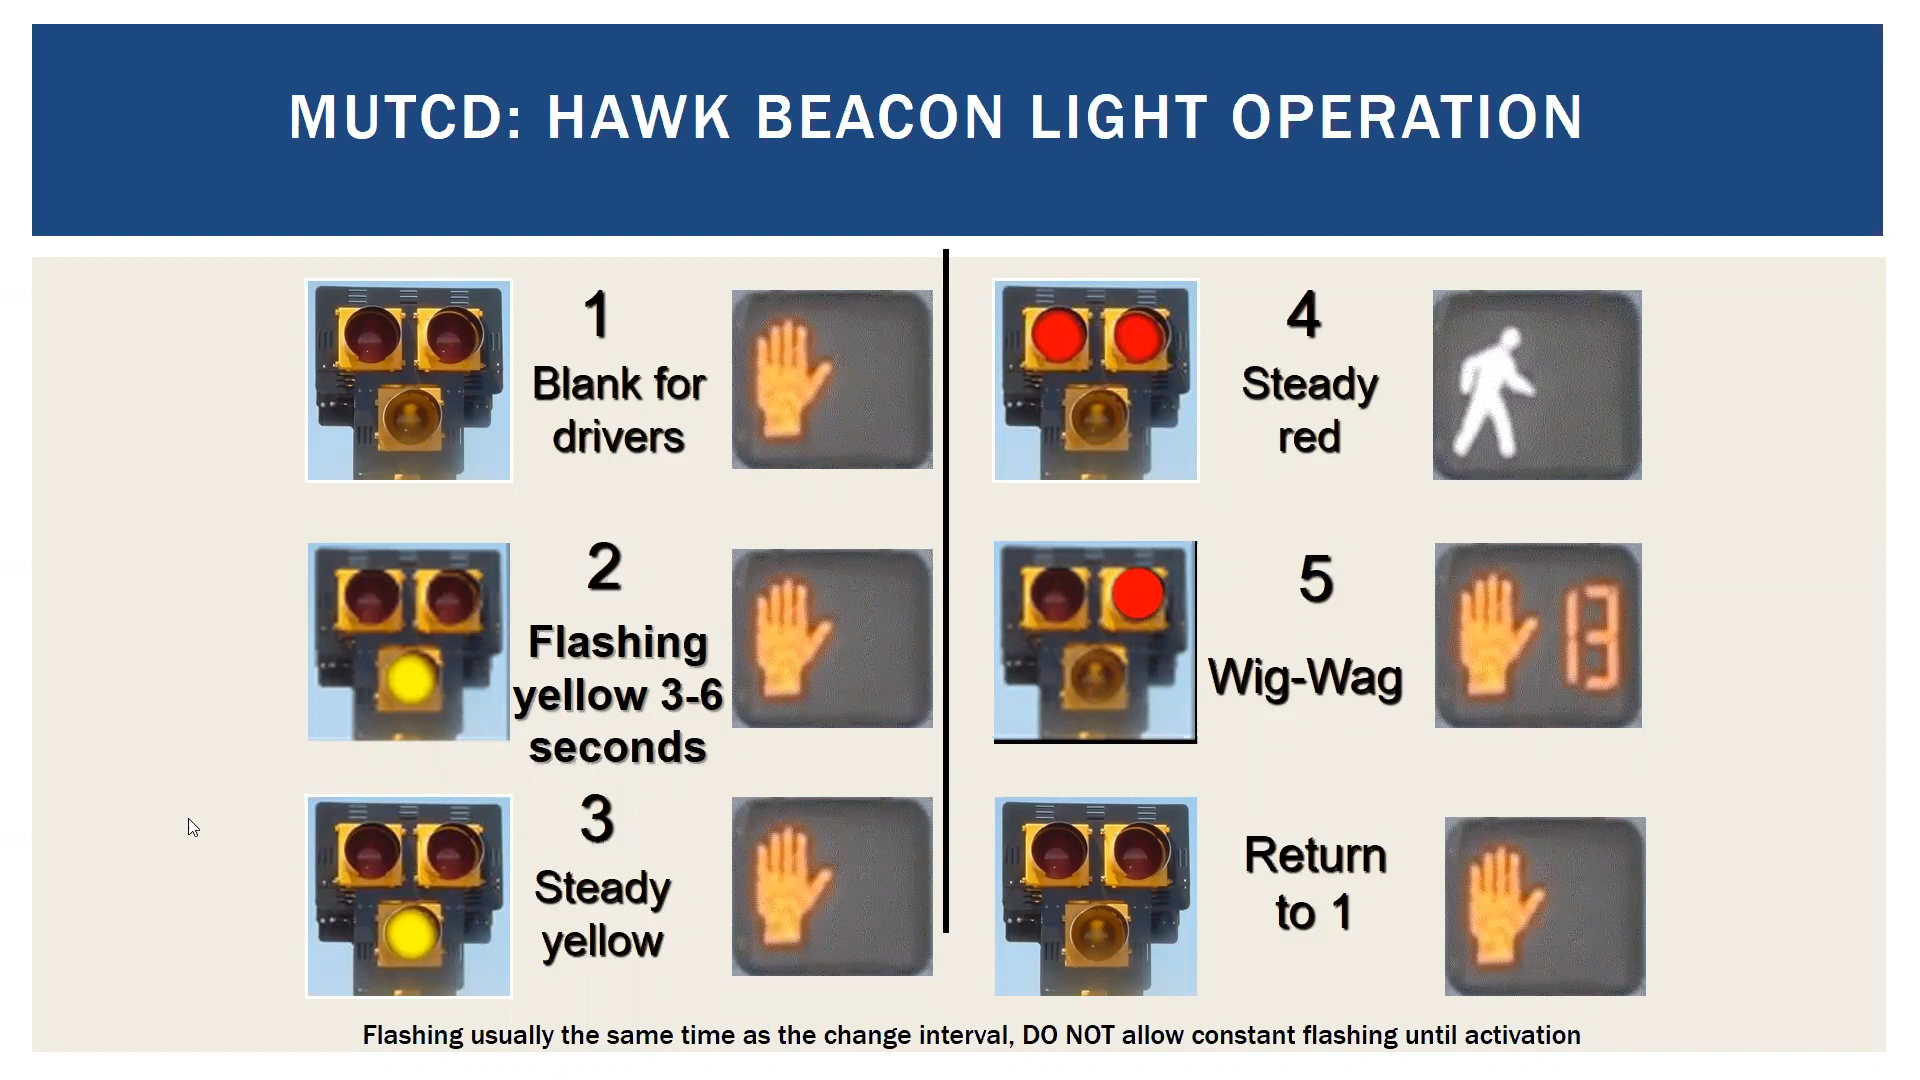 MUTCD: HAWK BEACON LIGHT OPERATION
1
Blank for
drivers
2
Flashing
yellow 3-6
seconds
3
Steady
yellow
4
Steady
red
5
Wig-Wag
13
Return
to 1
Flashing usually the same time as the change interval, DO NOT allow constant flashing until activation